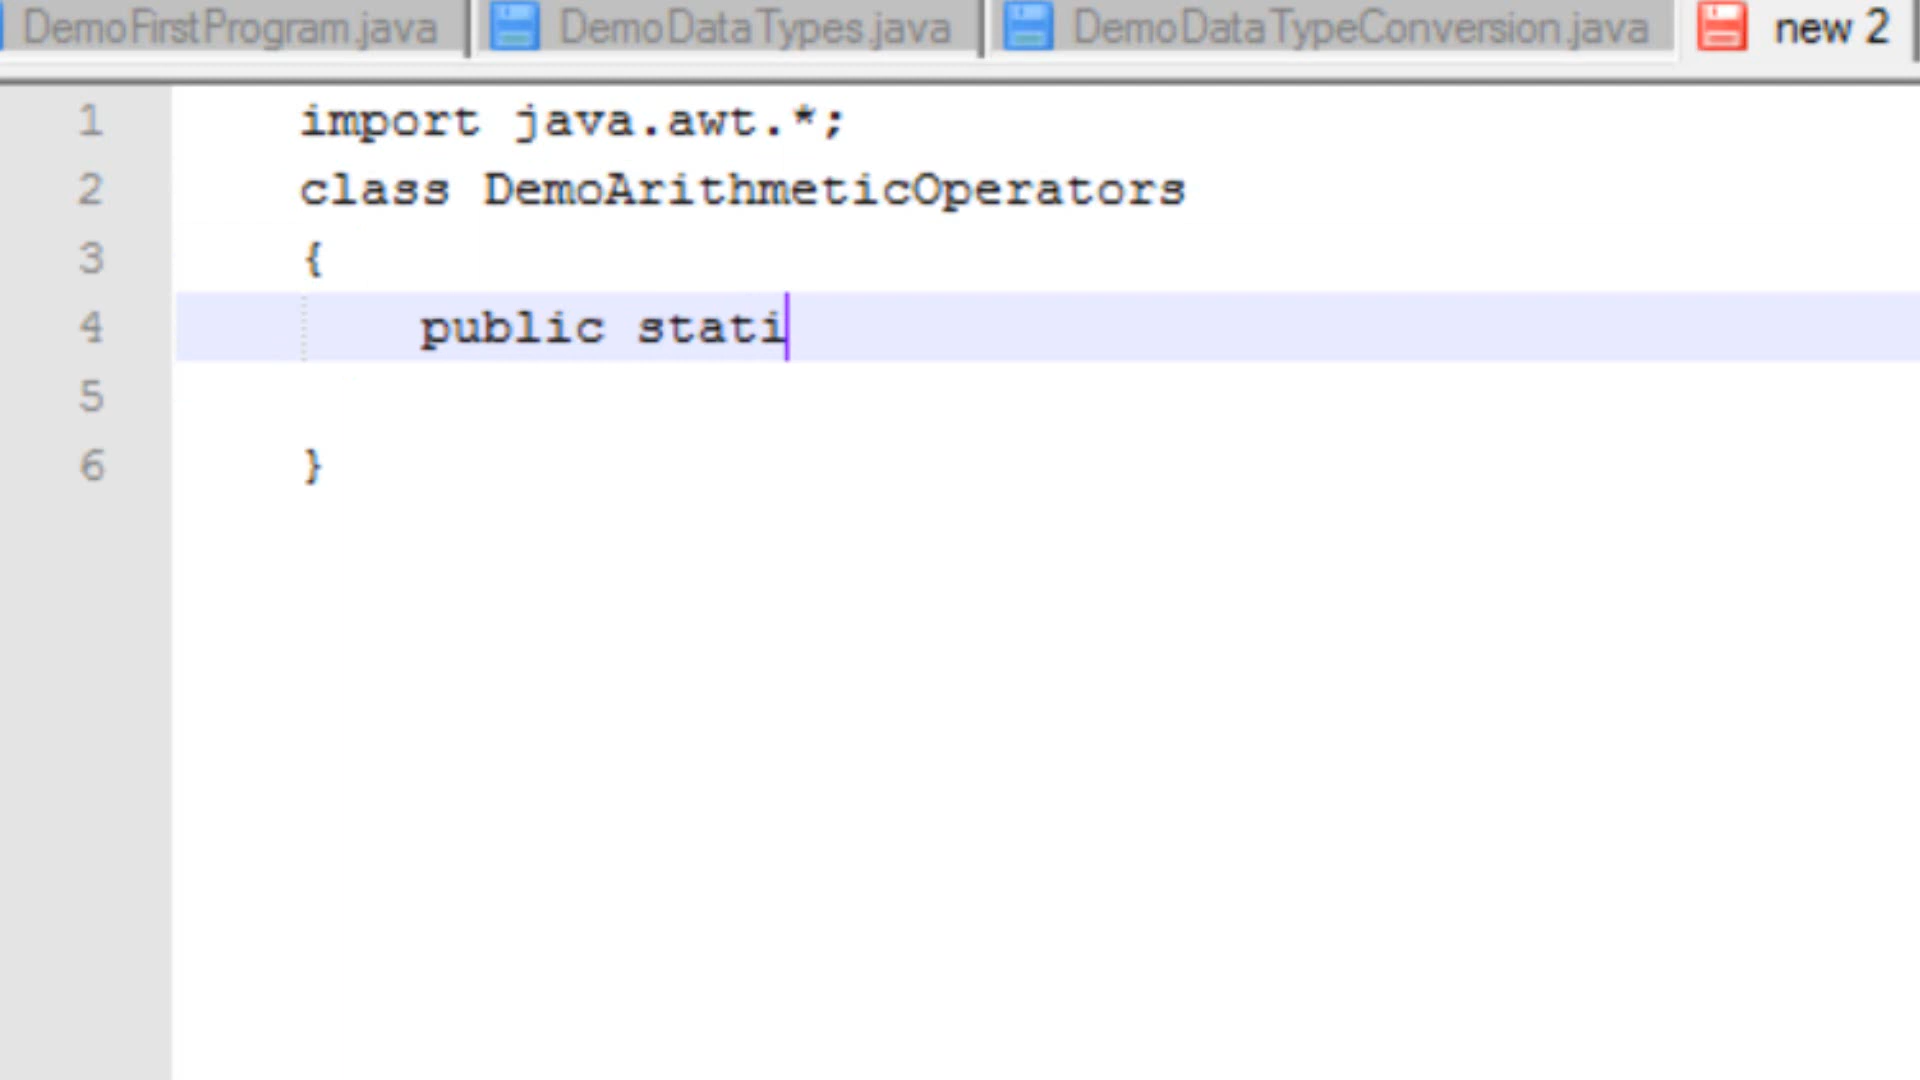 DemoFirstProgram.java DemoDataTypes.java DemoDataTypeConversion.java new 2
1 import java.awt.*;
2 class DemoArithmeticOperators
3 {
4 public stati
5
6 }